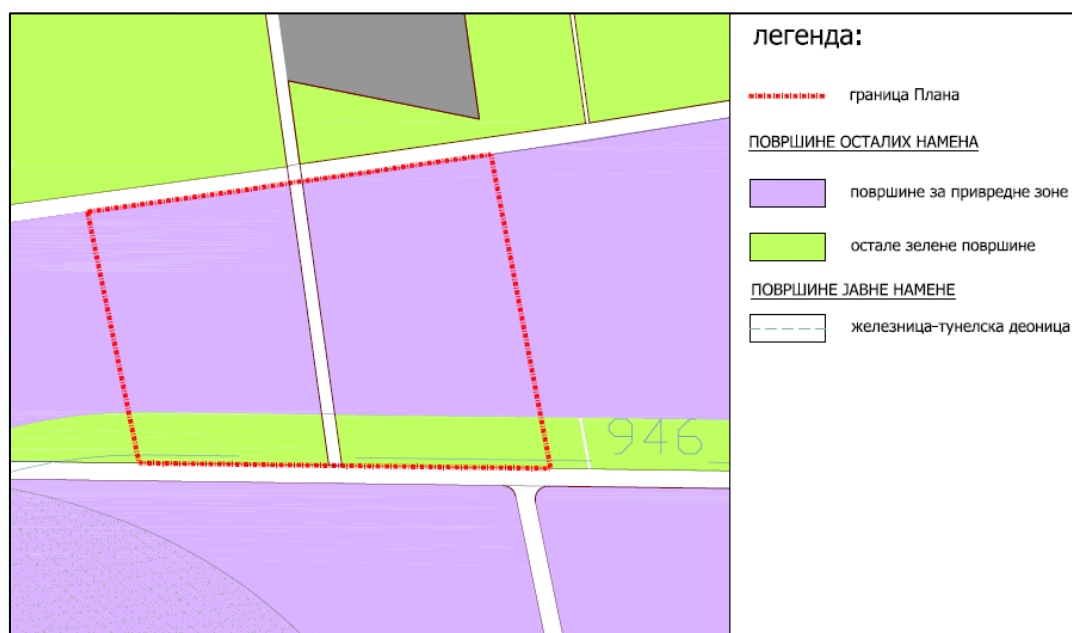 легенда:
граница Плана
ПОВРШИНЕ ОСТАЛИХ НАМЕНА
површине за привредне зоне
остале зелене површине
ПОВРШИНЕ ЈАВНЕ НАМЕНЕ
железница-тунелска деоница
946